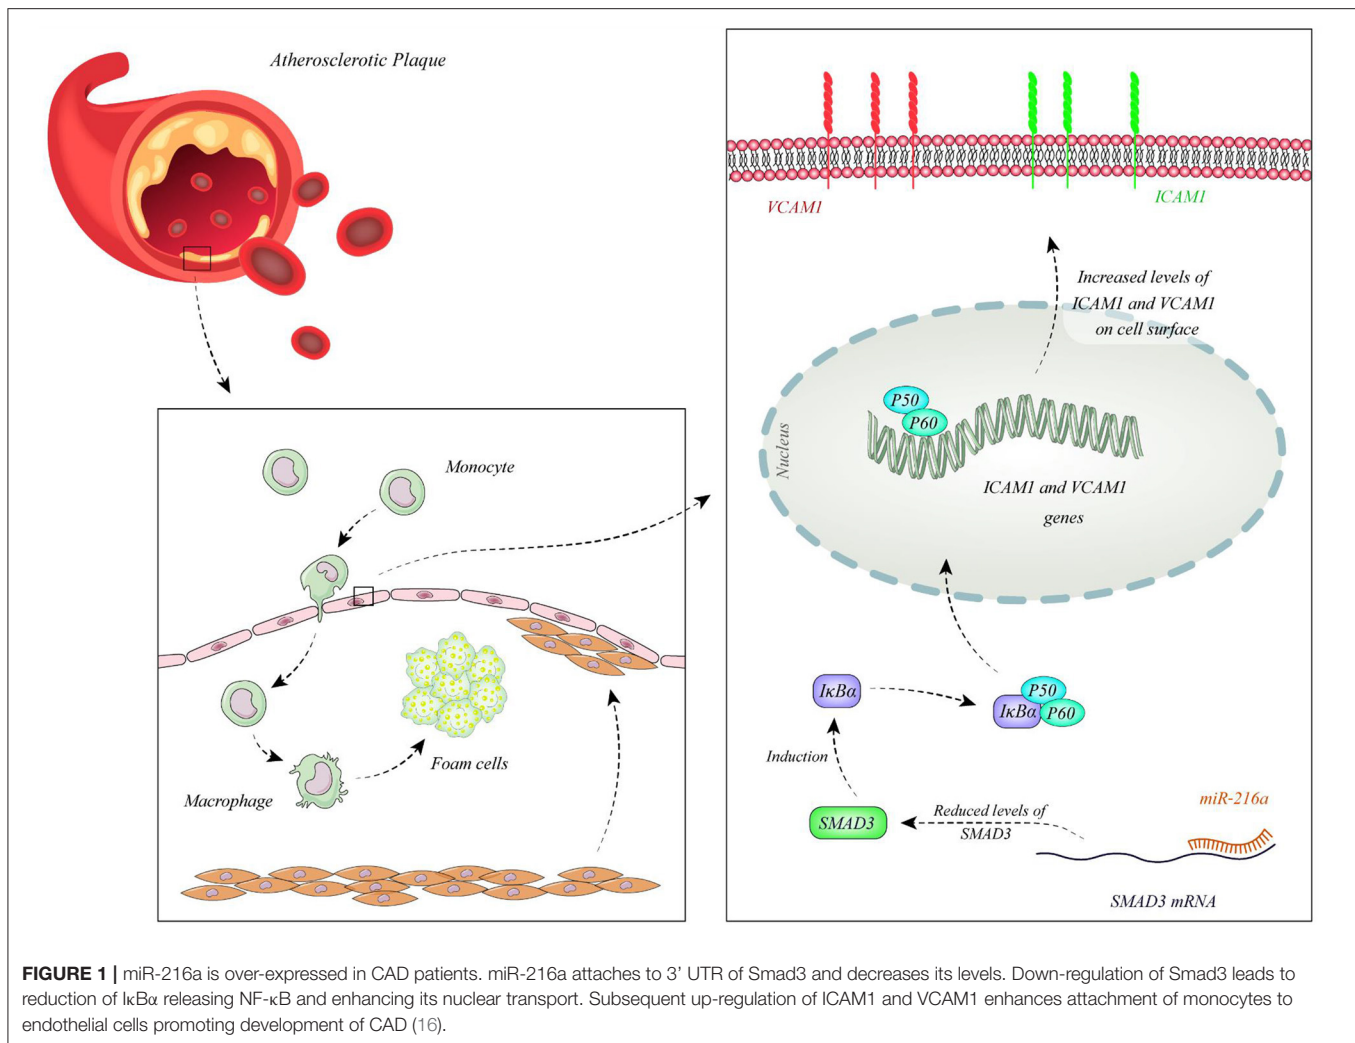 Atherosclerotic Plaque
Monocyte
Foam cells
Macrophage
VCAM1
ICAM1
Increased levels of
ICAM1 and VCAM1
on cell surface
P50
P60
Nucleus
ICAM1 and VCAM1
genes
IκBα
P50
IκBα
P60
Induction
SMAD3
Reduced levels of
SMAD3
miR-216a
SMAD3 mRNA
FIGURE 1 | miR-216a is over-expressed in CAD patients. miR-216a attaches to 3’ UTR of Smad3 and decreases its levels. Down-regulation of Smad3 leads to
reduction of IκBα releasing NF-κB and enhancing its nuclear transport. Subsequent up-regulation of ICAM1 and VCAM1 enhances attachment of monocytes to
endothelial cells promoting development of CAD (16).